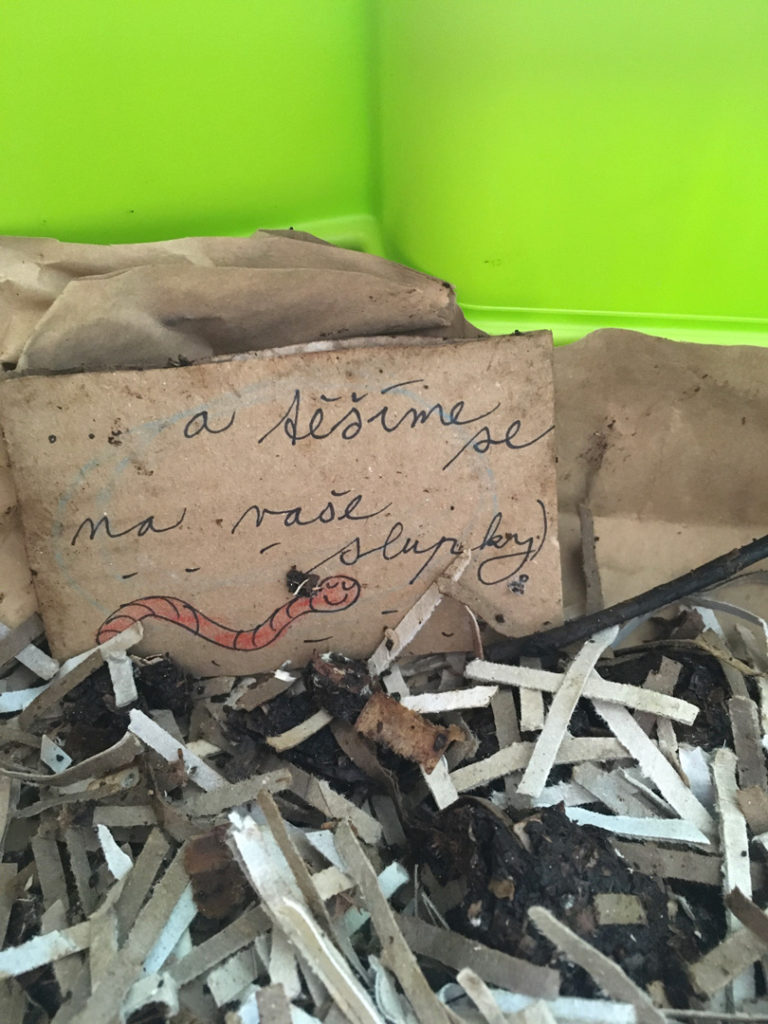 ... a těšíme se
na vaše
slupky :)